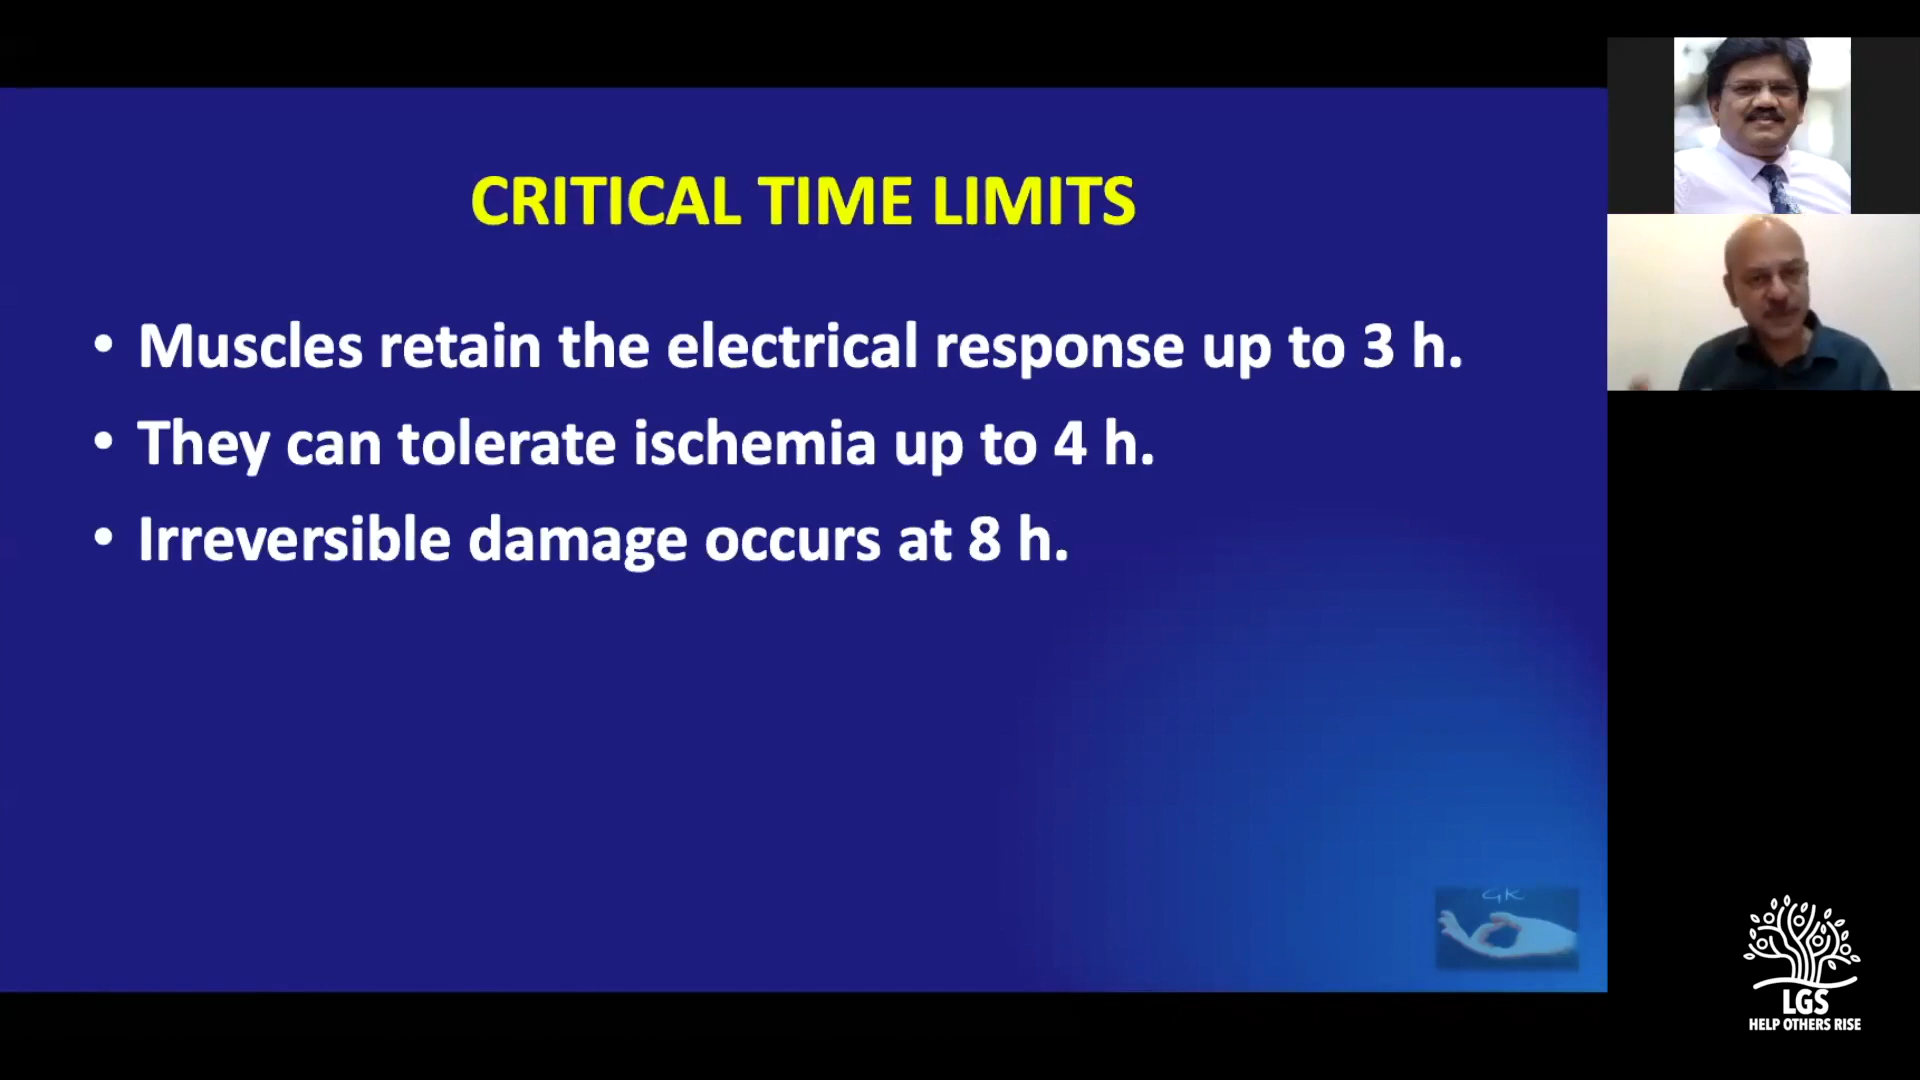 CRITICAL TIME LIMITS
• Muscles retain the electrical response up to 3 h.
• They can tolerate ischemia up to 4 h.
• Irreversible damage occurs at 8 h.
GK
LGS
HELP OTHERS RISE